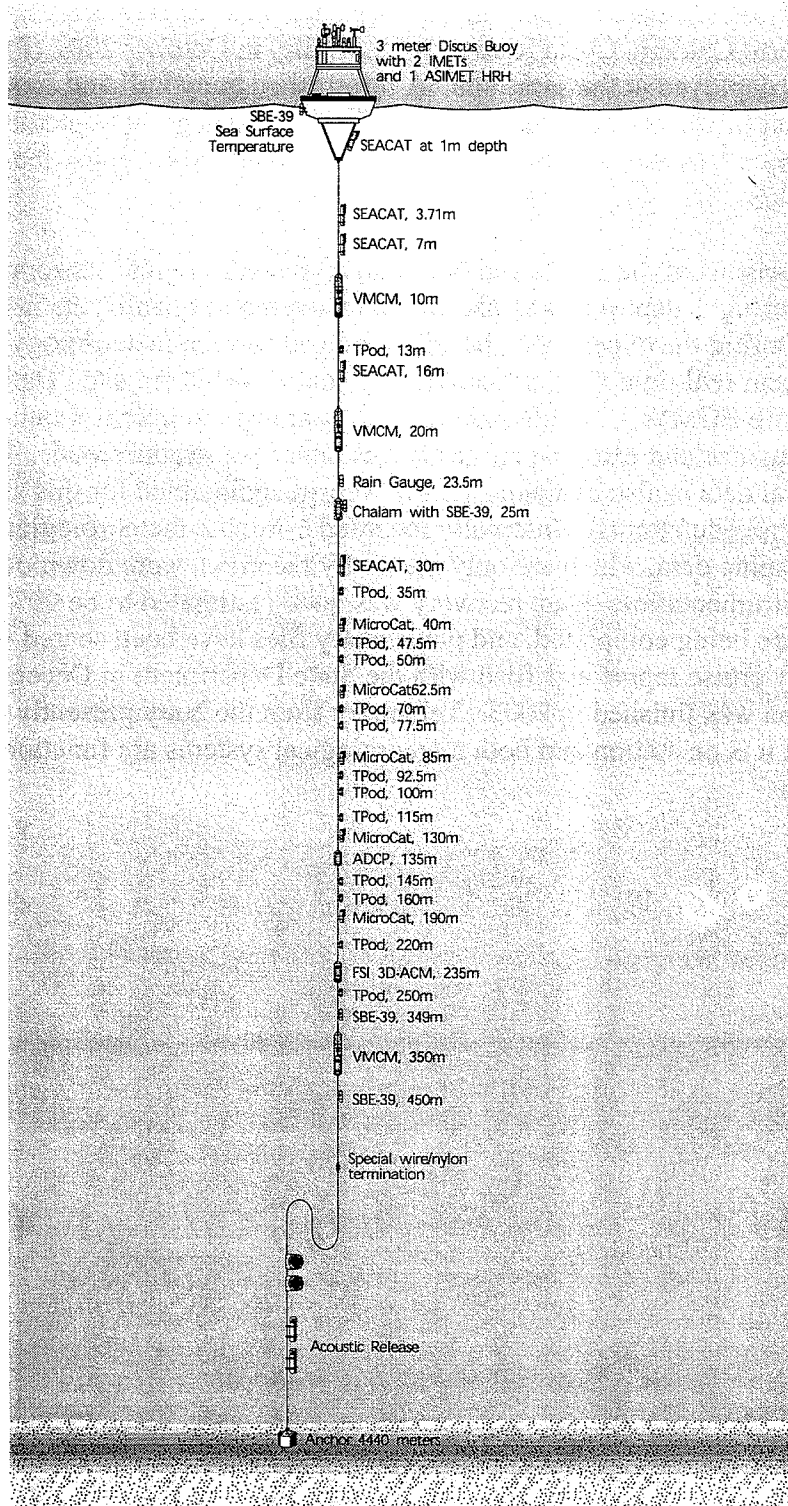 3 meter Discus Buoy
with 2 IMETs
and 1 ASIMET HRH
SBE-39
Sea Surface
Temperature
SEACAT at 1m depth
SEACAT, 3.71m
SEACAT, 7m
VMCM, 10m
TPod, 13m
SEACAT, 16m
VMCM, 20m
Rain Gauge, 23.5m
Chalam with SBE-39, 25m
SEACAT, 30m
TPod, 35m
MicroCat, 40m
TPod, 47.5m
TPod, 50m
MicroCat62.5m
TPod, 70m
TPod, 77.5m
MicroCat, 85m
TPod, 92.5m
TPod, 100m
TPod, 115m
MicroCat, 130m
ADCP, 135m
TPod, 145m
TPod, 160m
MicroCat, 190m
TPod, 220m
FSI 3D-ACM, 235m
TPod, 250m
SBE-39, 349m
VMCM, 350m
SBE-39, 450m
Special wire/nylon
termination
Acoustic Release
Anchor 4440 meters